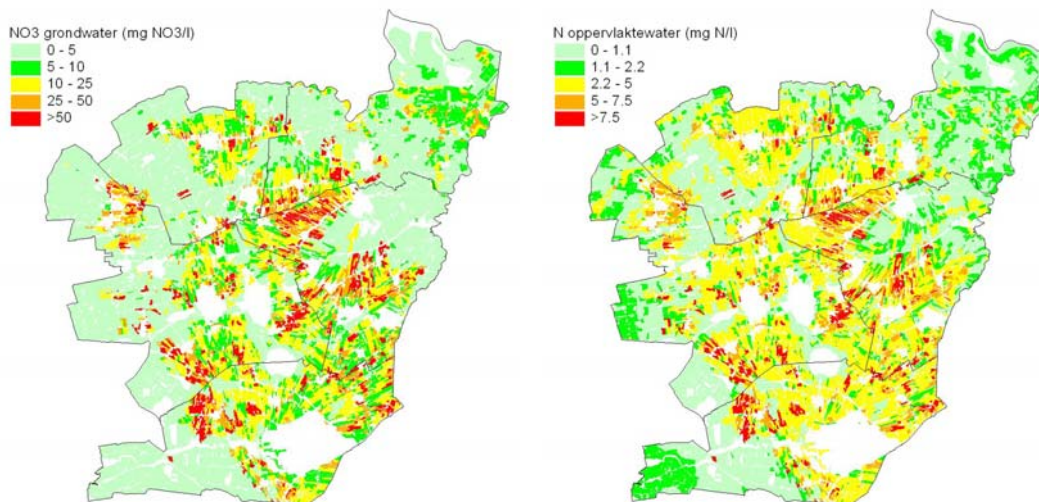 NO3 grondwater (mg NO3/l)
0 - 5
5 - 10
10 - 25
25 - 50
>50
N oppervlaktewater (mg N/l)
0 - 1.1
1.1 - 2.2
2.2 - 5
5 - 7.5
>7.5